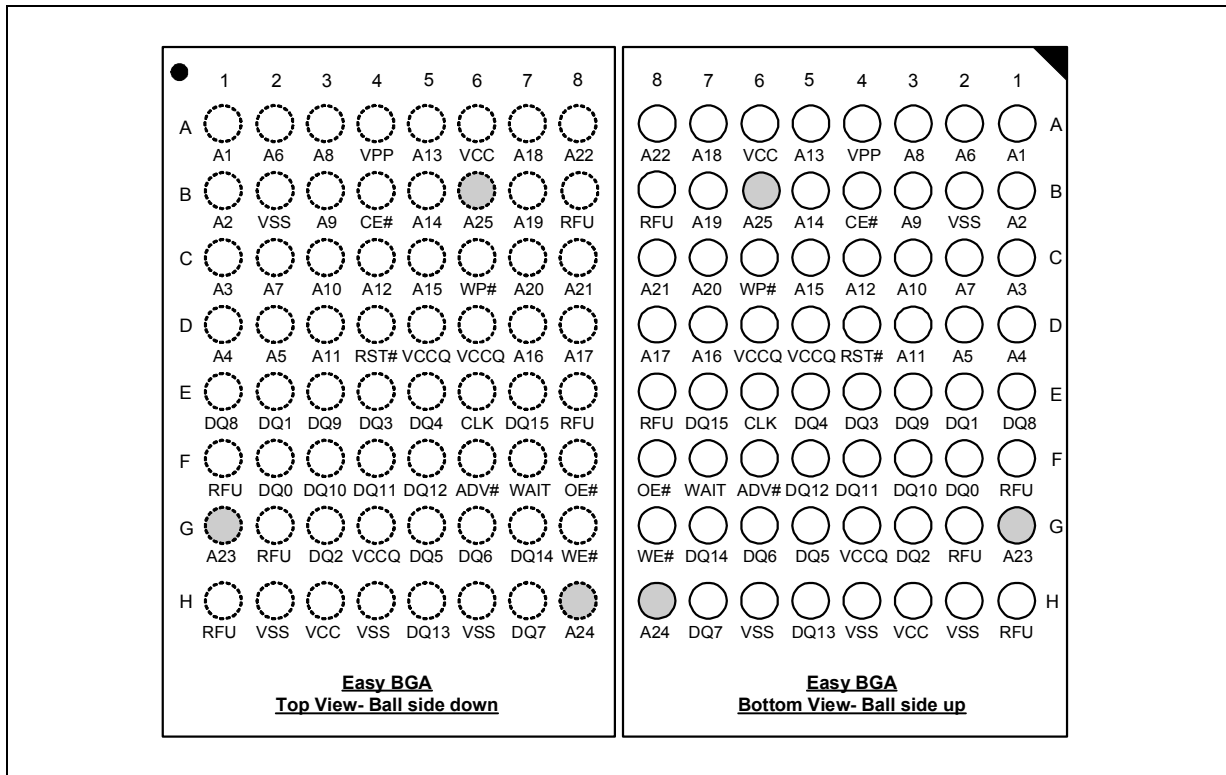 1 2 3 4 5 6 7 8
A
A1 A6 A8 VPP A13 VCC A18 A22
B
A2 VSS A9 CE# A14 A25 A19 RFU
C
A3 A7 A10 A12 A15 WP# A20 A21
D
A4 A5 A11 RST# VCCQ VCCQ A16 A17
E
DQ8 DQ1 DQ9 DQ3 DQ4 CLK DQ15 RFU
F
RFU DQ0 DQ10 DQ11 DQ12 ADV# WAIT OE#
G
A23 RFU DQ2 VCCQ DQ5 DQ6 DQ14 WE#
H
RFU VSS VCC VSS DQ13 VSS DQ7 A24
Easy BGA
Top View- Ball side down
8 7 6 5 4 3 2 1
A
A22 A18 VCC A13 VPP A8 A6 A1
B
RFU A19 A25 A14 CE# A9 VSS A2
C
A21 A20 WP# A15 A12 A10 A7 A3
D
A17 A16 VCCQ VCCQ RST# A11 A5 A4
E
RFU DQ15 CLK DQ4 DQ3 DQ9 DQ1 DQ8
F
OE# WAIT ADV# DQ12 DQ11 DQ10 DQ0 RFU
G
WE# DQ14 DQ6 DQ5 VCCQ DQ2 RFU A23
H
A24 DQ7 VSS DQ13 VSS VCC VSS RFU
Easy BGA
Bottom View- Ball side up